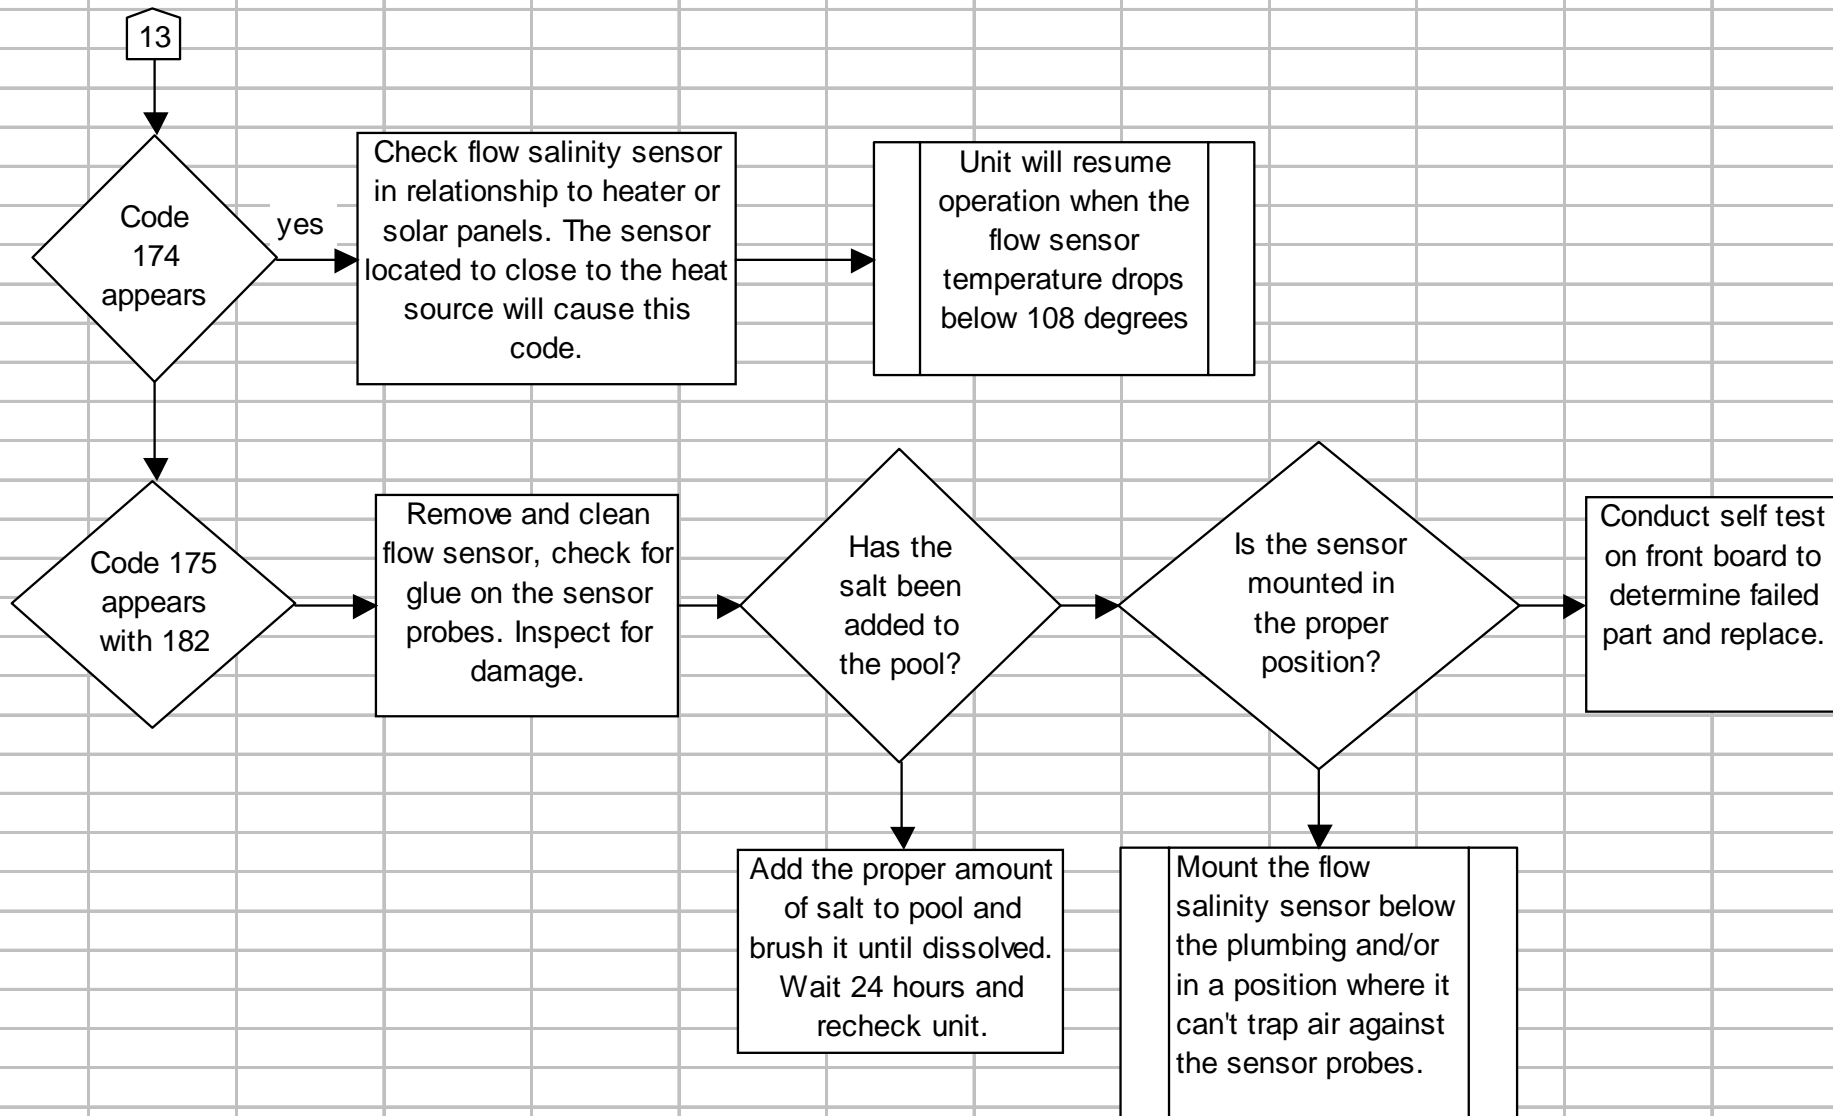 13
Code
174
appears
yes
Check flow salinity sensor
in relationship to heater or
solar panels. The sensor
located to close to the heat
source will cause this
code.
Unit will resume
operation when the
flow sensor
temperature drops
below 108 degrees
Code 175
appears
with 182
Remove and clean
flow sensor, check for
glue on the sensor
probes. Inspect for
damage.
Has the
salt been
added to
the pool?
Is the sensor
mounted in
the proper
position?
Conduct self test
on front board to
determine failed
part and replace.
Add the proper amount
of salt to pool and
brush it until dissolved.
Wait 24 hours and
recheck unit.
Mount the flow
salinity sensor below
the plumbing and/or
in a position where it
can't trap air against
the sensor probes.